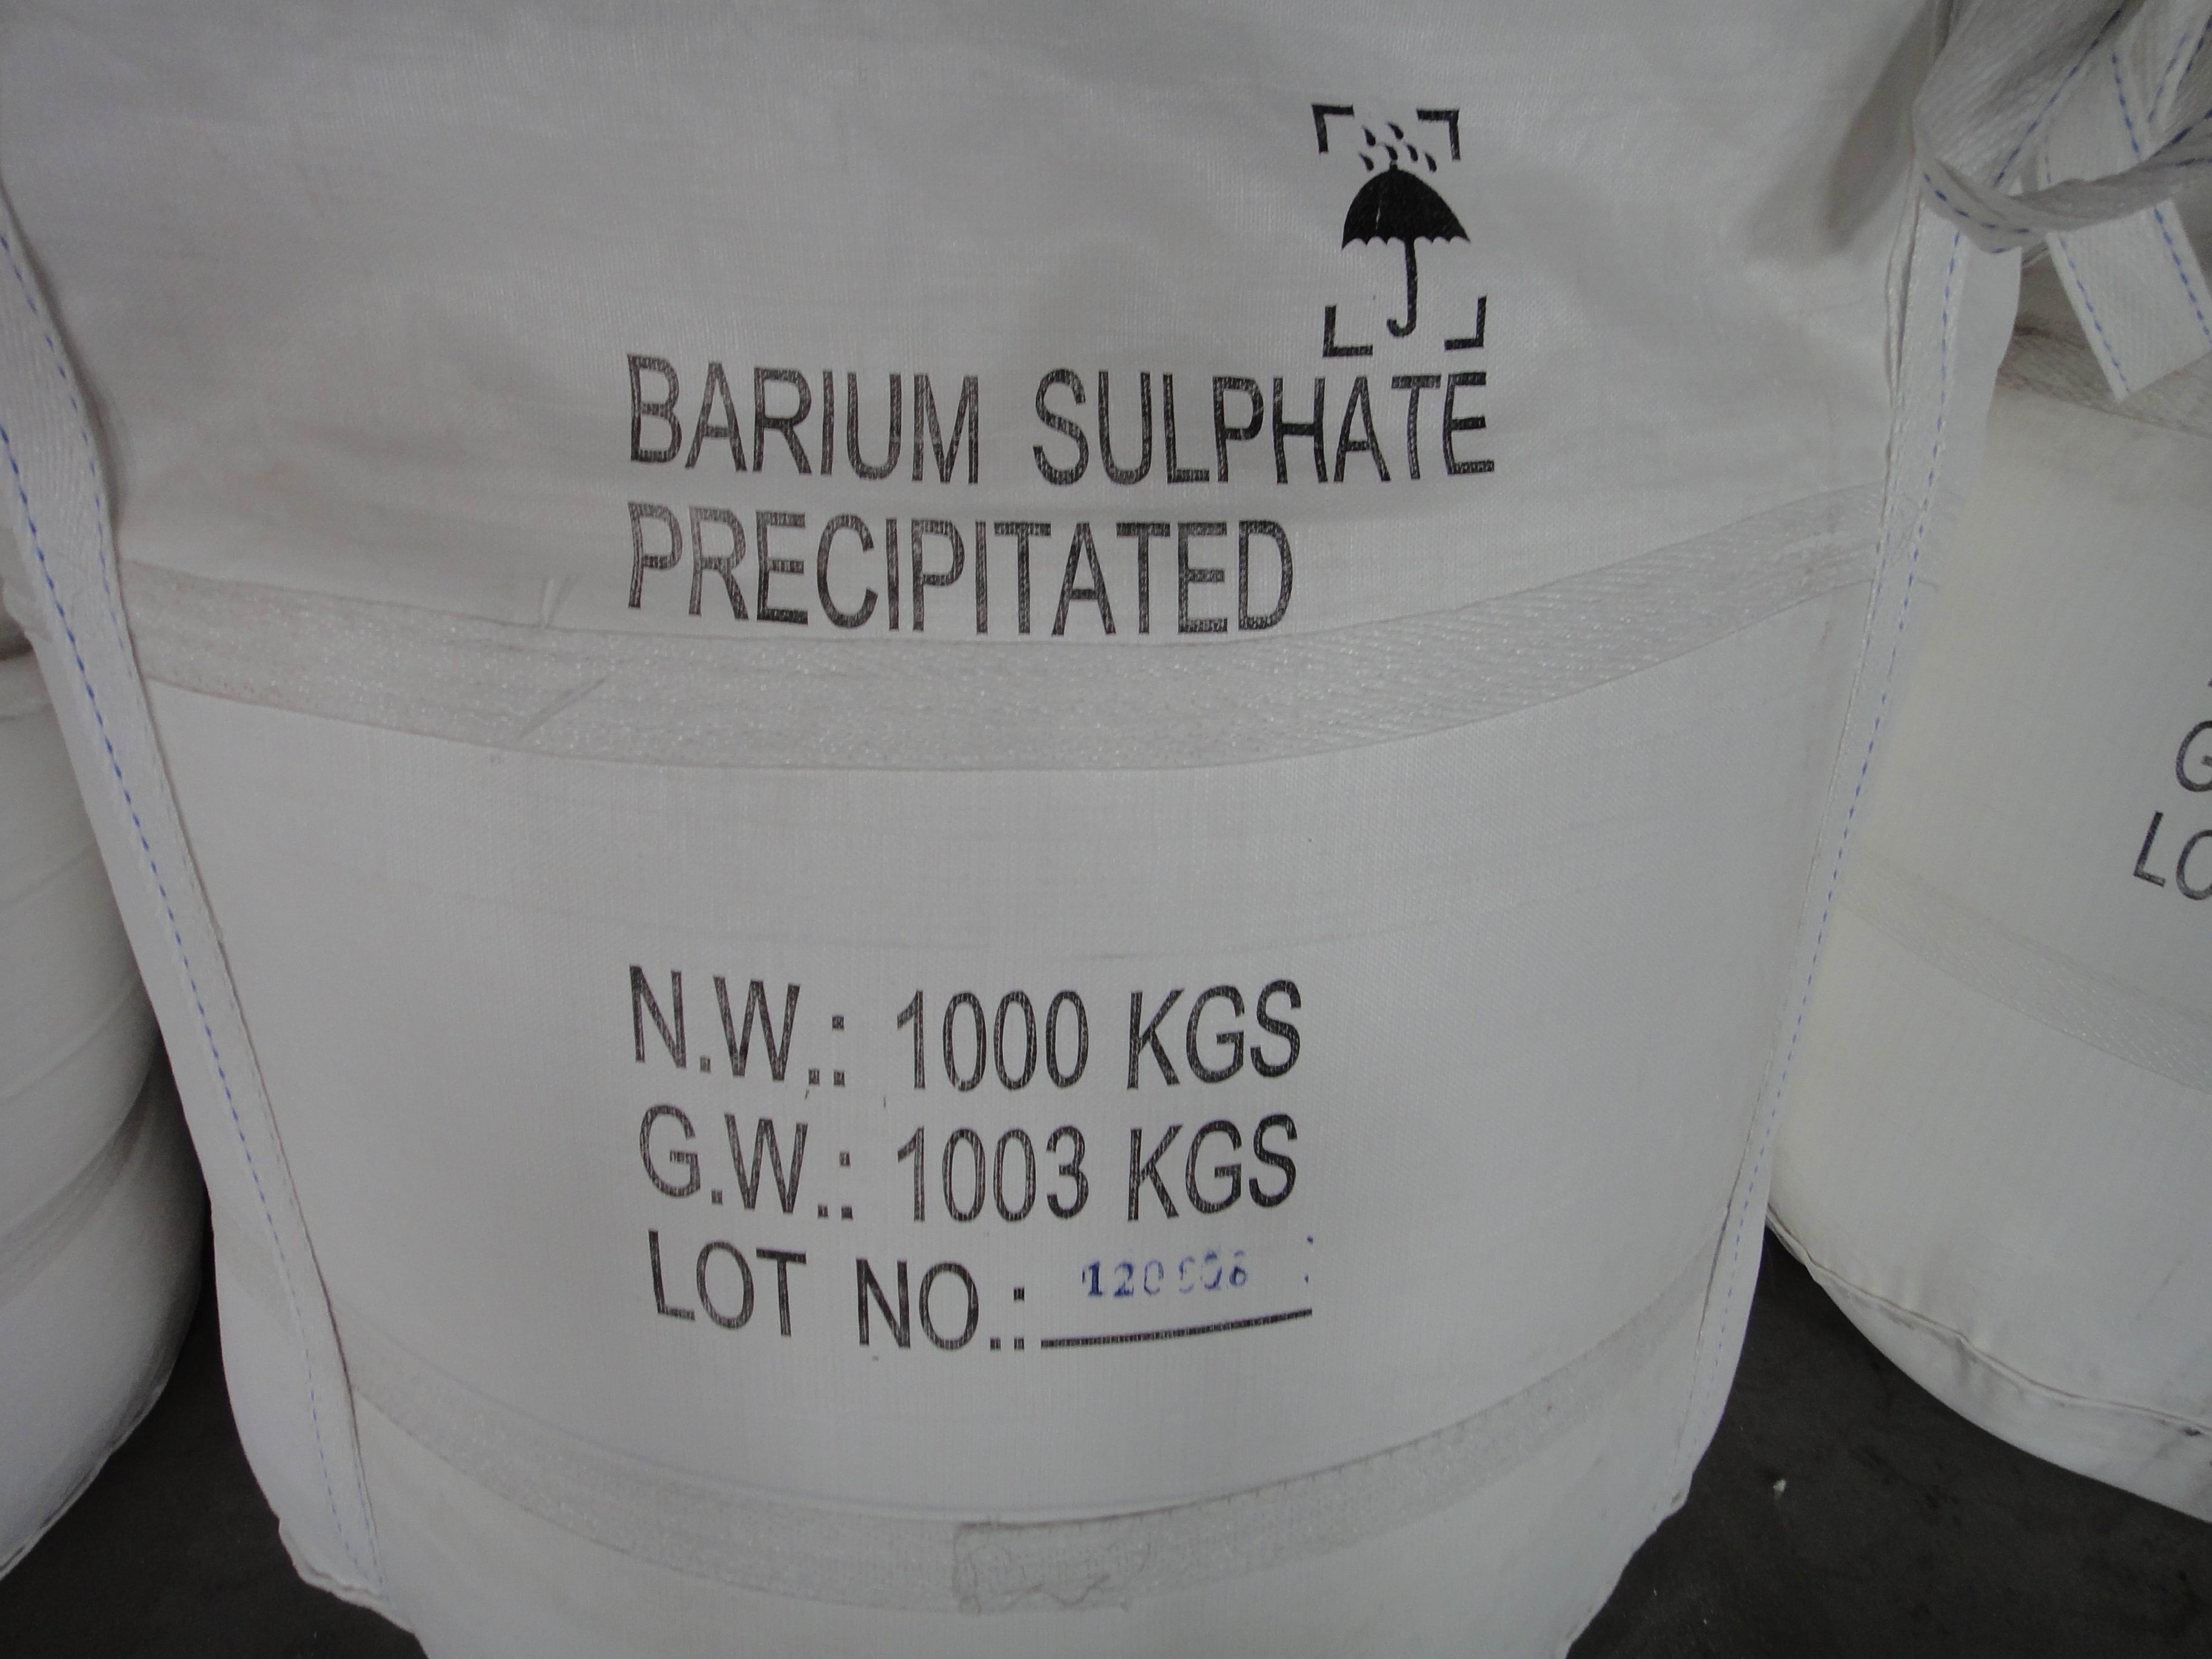 BARIUM SULPHATE
PRECIPITATED
N.W.: 1000 KGS
G.W.: 1003 KGS
LOT NO.: